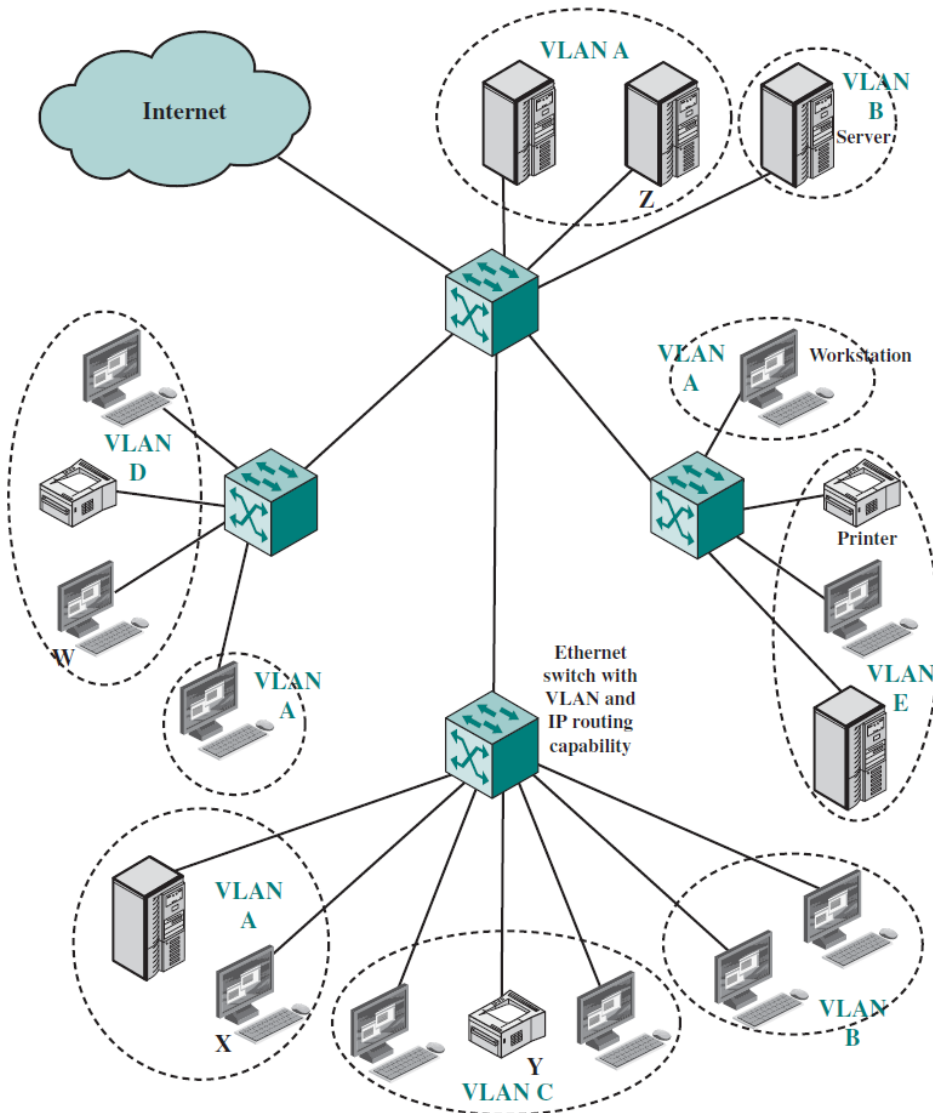 VLAN A
VLAN
B
Server
Internet
Z
VLAN
A
Workstation
VLAN
D
Printer
W
Ethernet
switch with
VLAN and
IP routing
capability
VLAN
A
VLAN
E
VLAN
A
X
Y
VLAN C
VLAN
B